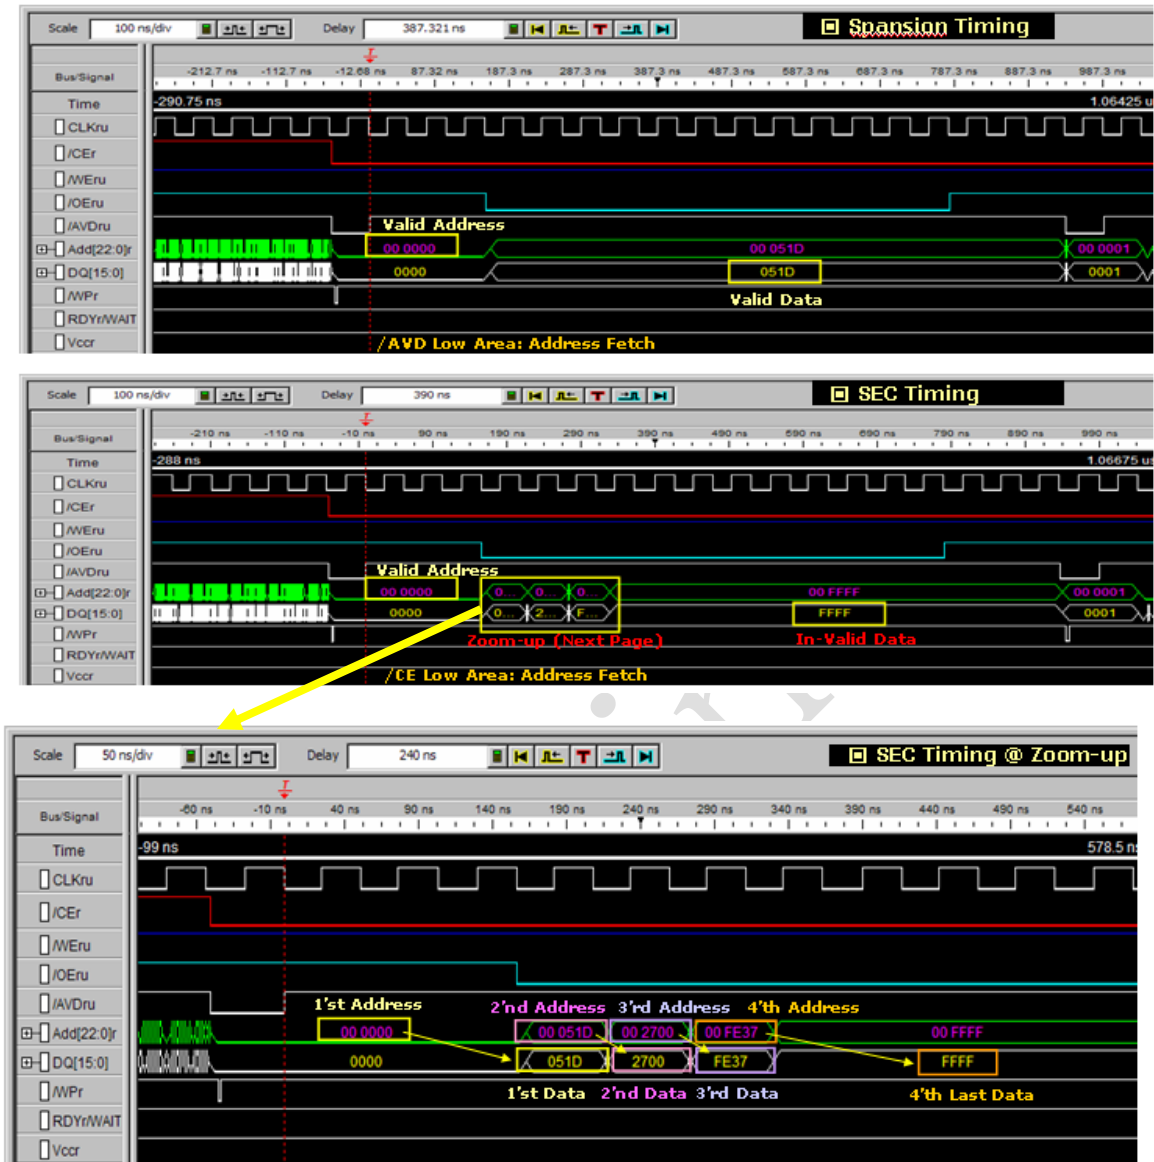 Scale 100 ns/div Delay 387.321 ns T Spansion Timing
Bus/Signal -212.7 ns -112.7 ns -12.68 ns 87.32 ns 187.3 ns 287.3 ns 387.3 ns 487.3 ns 587.3 ns 687.3 ns 787.3 ns 887.3 ns 987.3 ns
Time -290.75 ns 1.06425 u
CLKru
/CEr
/WEru
/OEru
/AVDru Valid Address
Add[22:0]r 00 0000 00 051D 00 0001
DQ[15:0] 0000 051D 0001
/WPr Valid Data
RDYr/WAIT
Vccr /AVD Low Area: Address Fetch
Scale 100 ns/div Delay 390 ns T SEC Timing
Bus/Signal -210 ns -110 ns -10 ns 90 ns 190 ns 290 ns 390 ns 490 ns 590 ns 690 ns 790 ns 890 ns 990 ns
Time -288 ns 1.06675 us
CLKru
/CEr
/WEru
/OEru
/AVDru Valid Address
Add[22:0]r 00 0000 0... 0... 0... 00 FFFF 00 0001
DQ[15:0] 0000 0... 2... F... FFFF 0001
/WPr Zoom-up (Next Page) In-Valid Data
RDYr/WAIT
Vccr /CE Low Area: Address Fetch
Scale 50 ns/div Delay 240 ns T SEC Timing @ Zoom-up
Bus/Signal -60 ns -10 ns 40 ns 90 ns 140 ns 190 ns 240 ns 290 ns 340 ns 390 ns 440 ns 490 ns 540 ns
Time -99 ns 578.5 ns
CLKru
/CEr
/WEru
/OEru
/AVDru 1'st Address 2'nd Address 3'rd Address 4'th Address
Add[22:0]r 00 0000 00 051D 00 2700 00 FE37 00 FFFF
DQ[15:0] 0000 051D 2700 FE37 FFFF
/WPr 1'st Data 2'nd Data 3'rd Data 4'th Last Data
RDYr/WAIT
Vccr